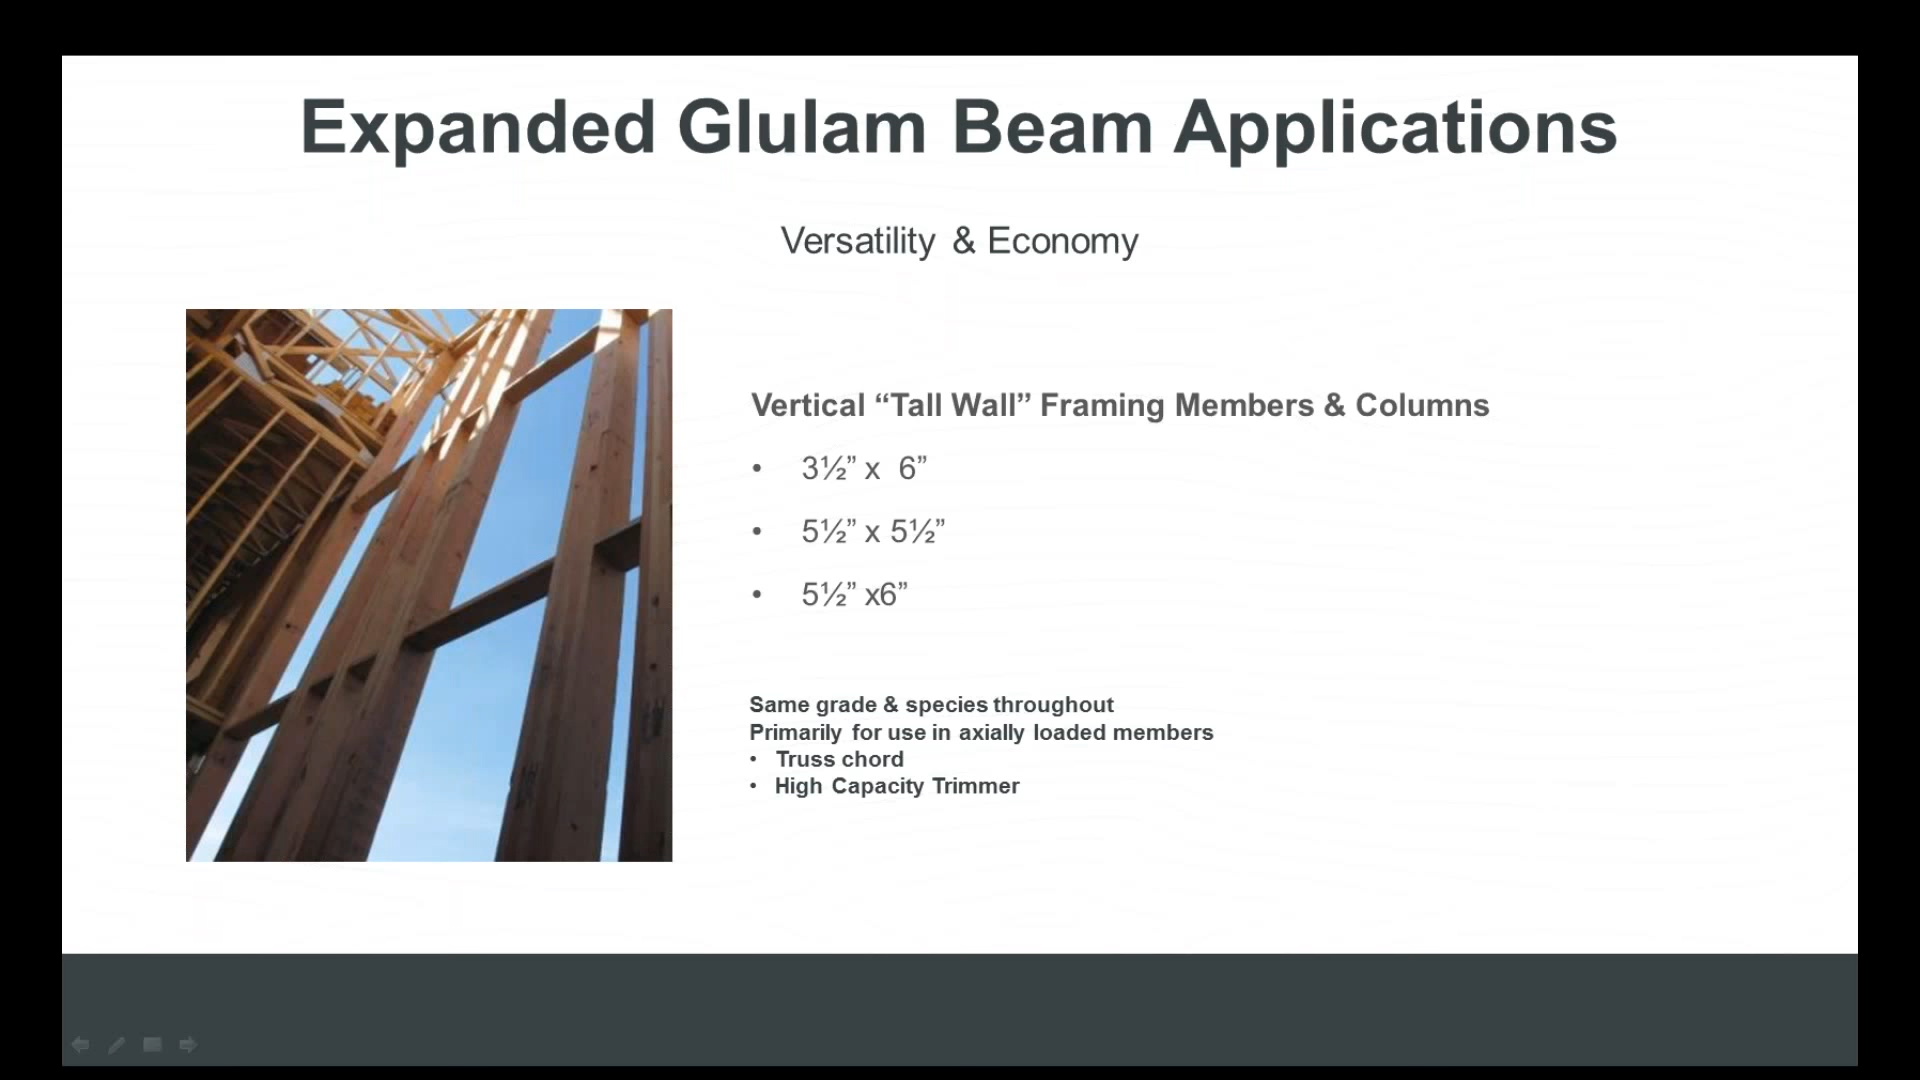 Expanded Glulam Beam Applications
Versatility & Economy
Vertical “Tall Wall” Framing Members & Columns
• 3½” x 6”
• 5½” x 5½”
• 5½” x6”
Same grade & species throughout
Primarily for use in axially loaded members
• Truss chord
• High Capacity Trimmer